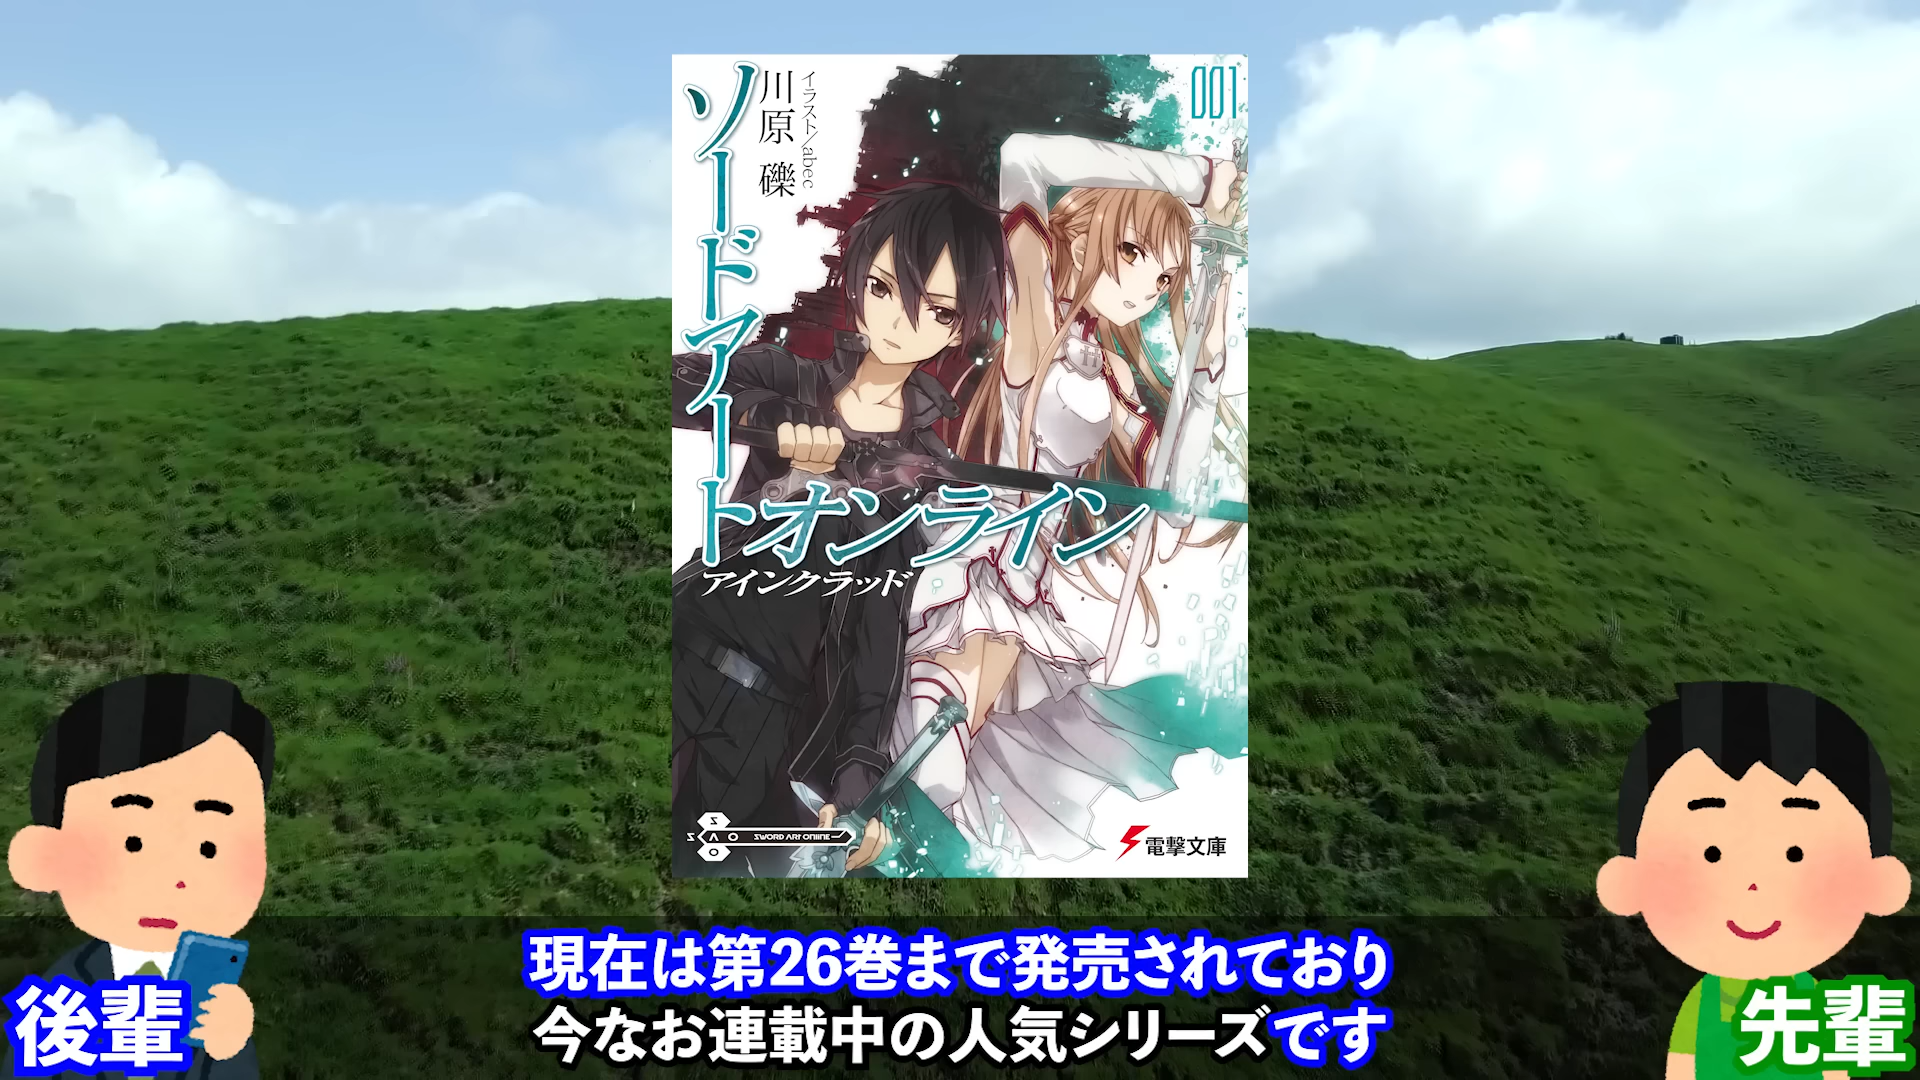 001
イラスト/abec
川原 礫
ソードアート
オンライン
アインクラッド
SAO
SWORD ART ONLINE
電撃文庫
現在は第26巻まで発売されており
今なお連載中の人気シリーズです
後輩
先輩